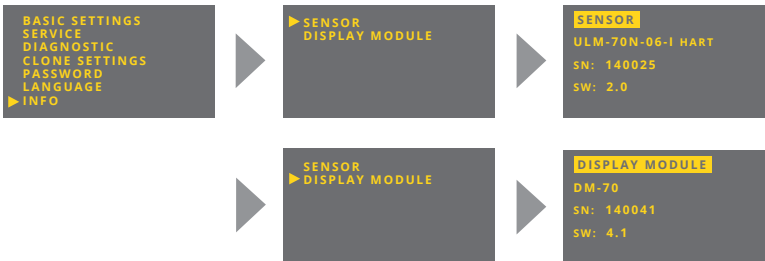 BASIC SETTINGS
SERVICE
DIAGNOSTIC
CLONE SETTINGS
PASSWORD
LANGUAGE
INFO
SENSOR
DISPLAY MODULE
SENSOR
ULM-70N-06-I HART
SN: 140025
SW: 2.0
SENSOR
DISPLAY MODULE
DISPLAY MODULE
DM-70
SN: 140041
SW: 4.1